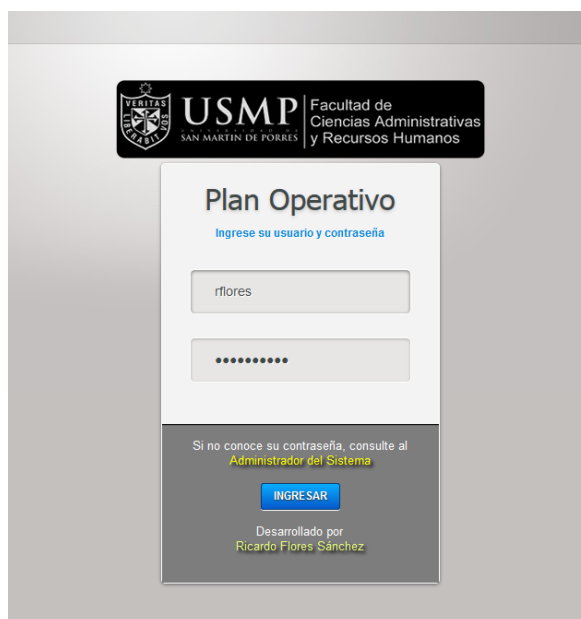 VERITAS
LIBERABIT VOS
USMP
UNIVERSIDAD DE
SAN MARTIN DE PORRES
Facultad de
Ciencias Administrativas
y Recursos Humanos
Plan Operativo
Ingrese su usuario y contraseña
rflores
••••••••••
Si no conoce su contraseña, consulte al
Administrador del Sistema
INGRESAR
Desarrollado por
Ricardo Flores Sánchez